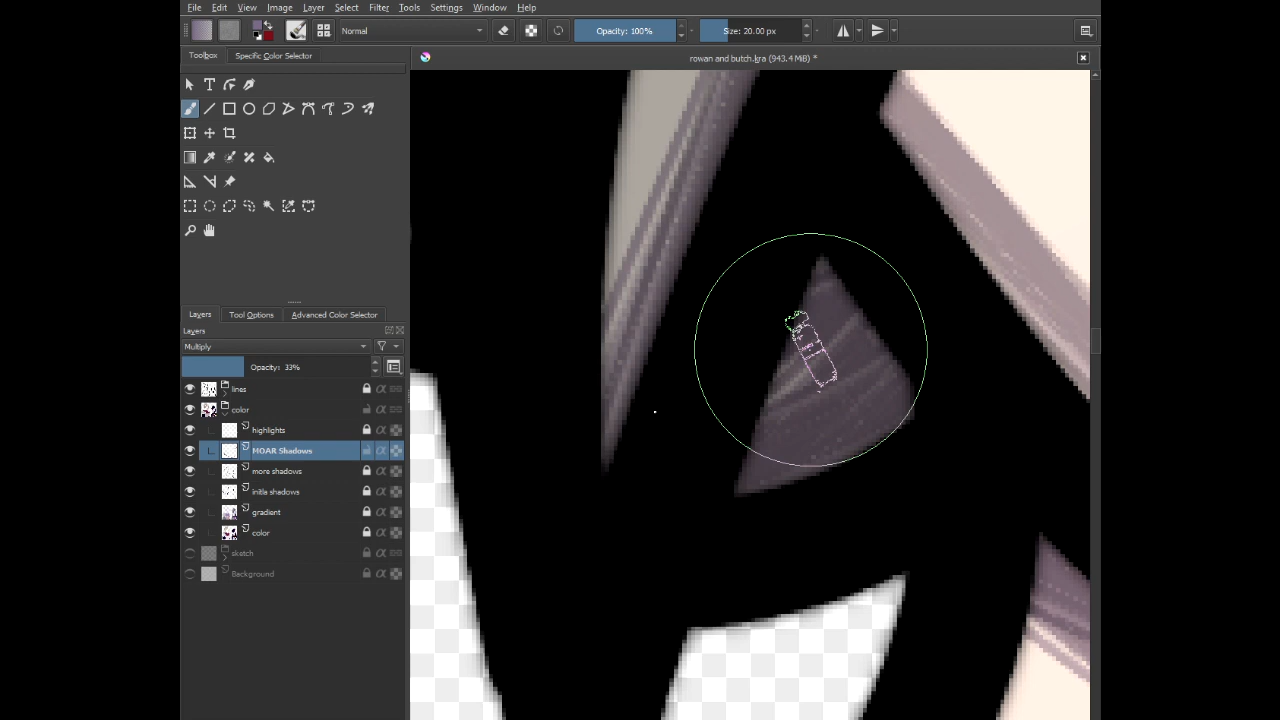 File Edit View Image Layer Select Filter Tools Settings Window Help
Normal Opacity: 100% Size: 20.00 px
Toolbox Specific Color Selector
rowan and butch.kra (943.4 MiB) *
Layers Tool Options Advanced Color Selector
Layers
Multiply
Opacity: 33%
lines
color
highlights
MOAR Shadows
more shadows
initla shadows
gradient
color
sketch
Background